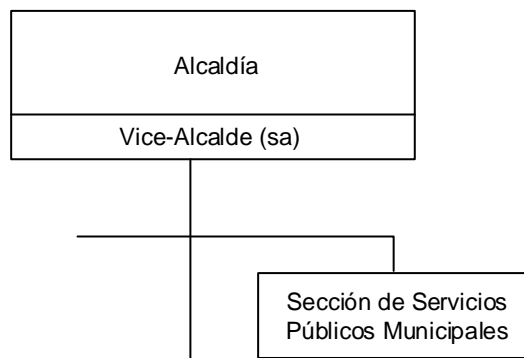 Alcaldía
Vice-Alcalde (sa)
Sección de Servicios
Públicos Municipales